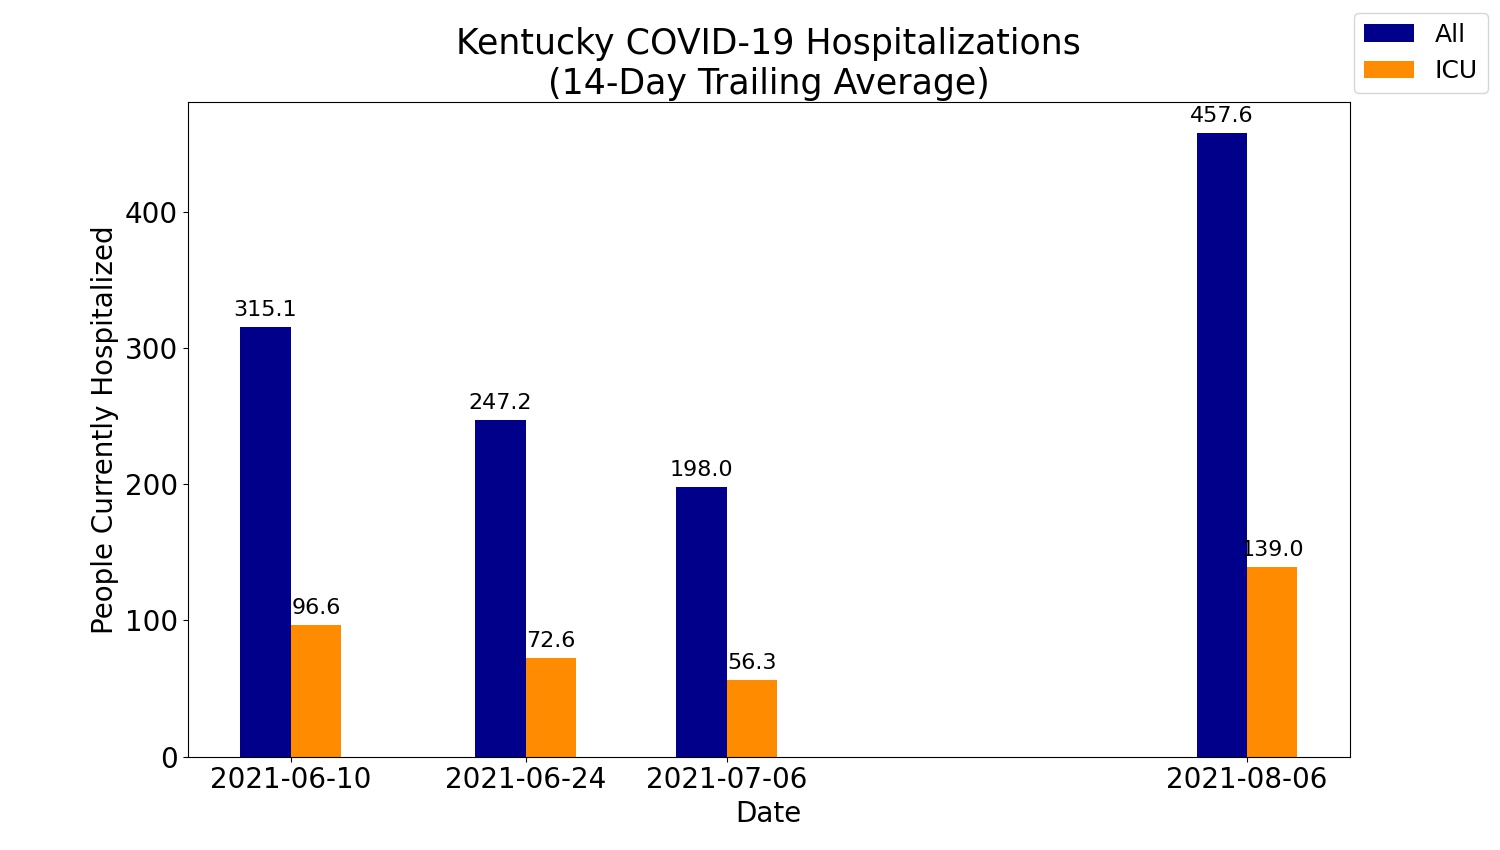 Kentucky COVID-19 Hospitalizations
(14-Day Trailing Average)
All
ICU
People Currently Hospitalized
400
300
200
100
0
315.1
96.6
247.2
72.6
198.0
56.3
457.6
139.0
2021-06-10
2021-06-24
2021-07-06
2021-08-06
Date